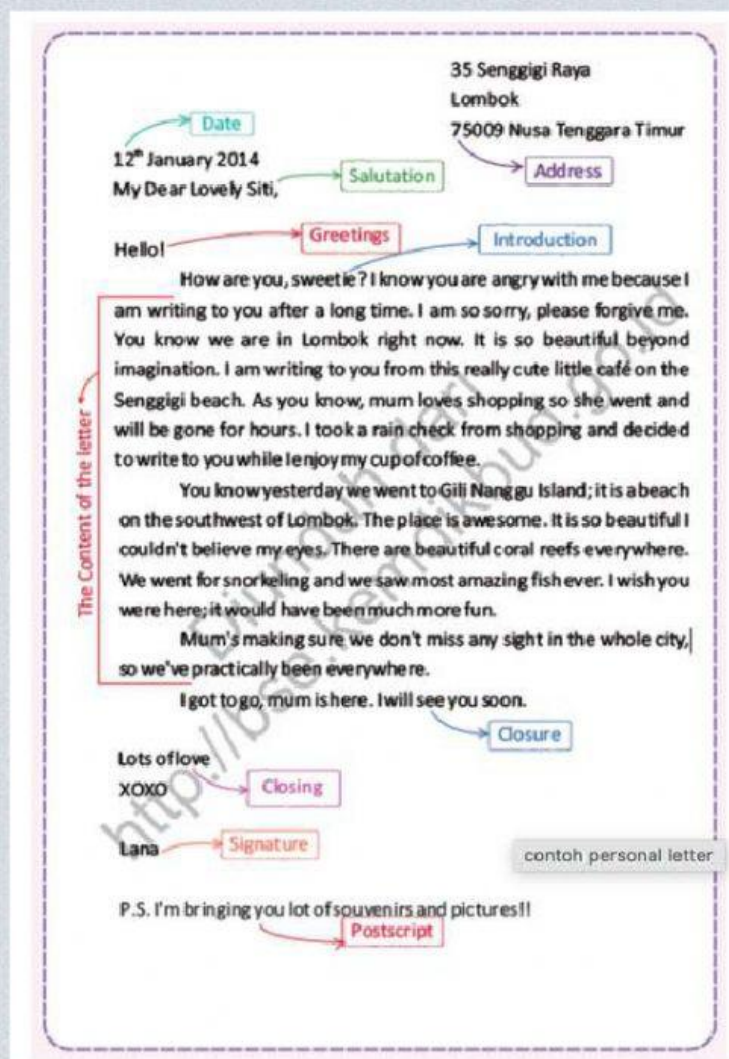 35 Senggigi Raya
Lombok
75009 Nusa Tenggara Timur
Date
Address
12th January 2014
My Dear Lovely Siti,
Salutation
Hello!
Greetings
Introduction
How are you, sweetie? I know you are angry with me because I
am writing to you after a long time. I am so sorry, please forgive me.
You know we are in Lombok right now. It is so beautiful beyond
imagination. I am writing to you from this really cute little café on the
Senggigi beach. As you know, mum loves shopping so she went and
will be gone for hours. I took a rain check from shopping and decided
to write to you while I enjoy my cup of coffee.
You know yesterday we went to Gili Nanggu Island; it is a beach
on the southwest of Lombok. The place is awesome. It is so beautiful I
couldn't believe my eyes. There are beautiful coral reefs everywhere.
We went for snorkeling and we saw most amazing fish ever. I wish you
were here; it would have been much more fun.
Mum's making sure we don't miss any sight in the whole city,
so we've practically been everywhere.
I got to go, mum is here. I will see you soon.
The Content of the letter
Closure
Lots of love
XOXO
Closing
Lana
Signature
contoh personal letter
P.S. I'm bringing you lot of souvenirs and pictures!!
Postscript
Diunduh dari
http://bse.kemdikbud.go.id